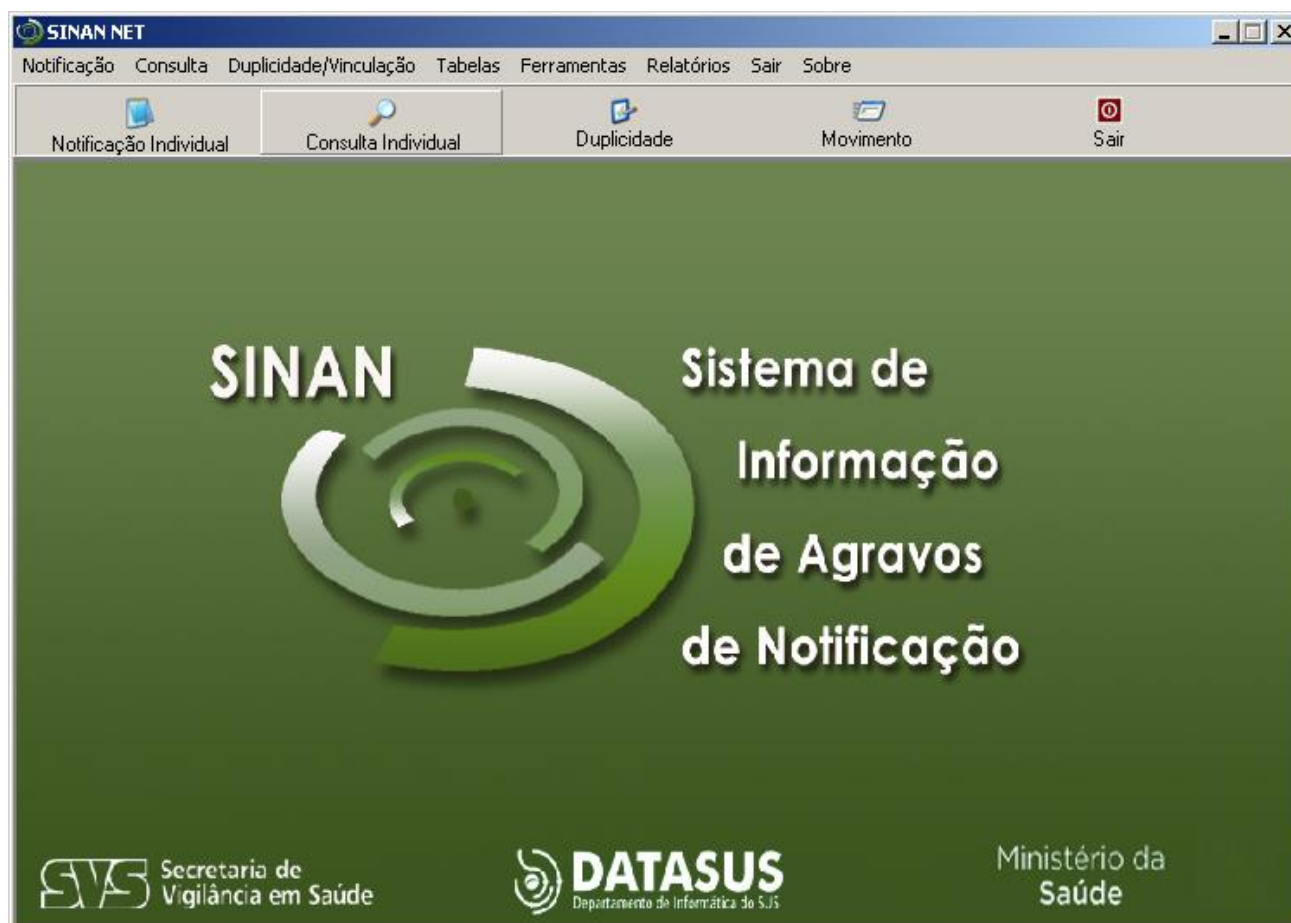 SINAN NET
Notificação Consulta Duplicidade/Vinculação Tabelas Ferramentas Relatórios Sair Sobre
Notificação Individual Consulta Individual Duplicidade Movimento Sair
SINAN
Sistema de
Informação
de Agravos
de Notificação
SVS
Secretaria de
Vigilância em Saúde
DATASUS
Departamento de Informática do SUS
Ministério da
Saúde